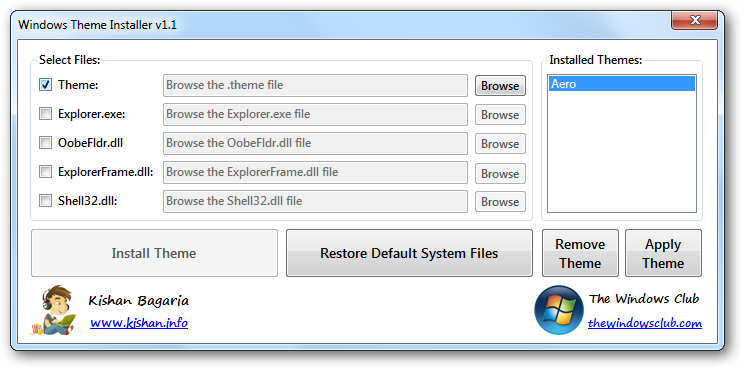 Windows Theme Installer v1.1
Select Files:
Theme: Browse the .theme file Browse
Explorer.exe: Browse the Explorer.exe file Browse
OobeFldr.dll Browse the OobeFldr.dll file Browse
ExplorerFrame.dll: Browse the ExplorerFrame.dll file Browse
Shell32.dll: Browse the Shell32.dll file Browse
Installed Themes:
Aero
Install Theme
Restore Default System Files
Remove
Theme
Apply
Theme
Kishan Bagaria
www.kishan.info
The Windows Club
thewindowsclub.com